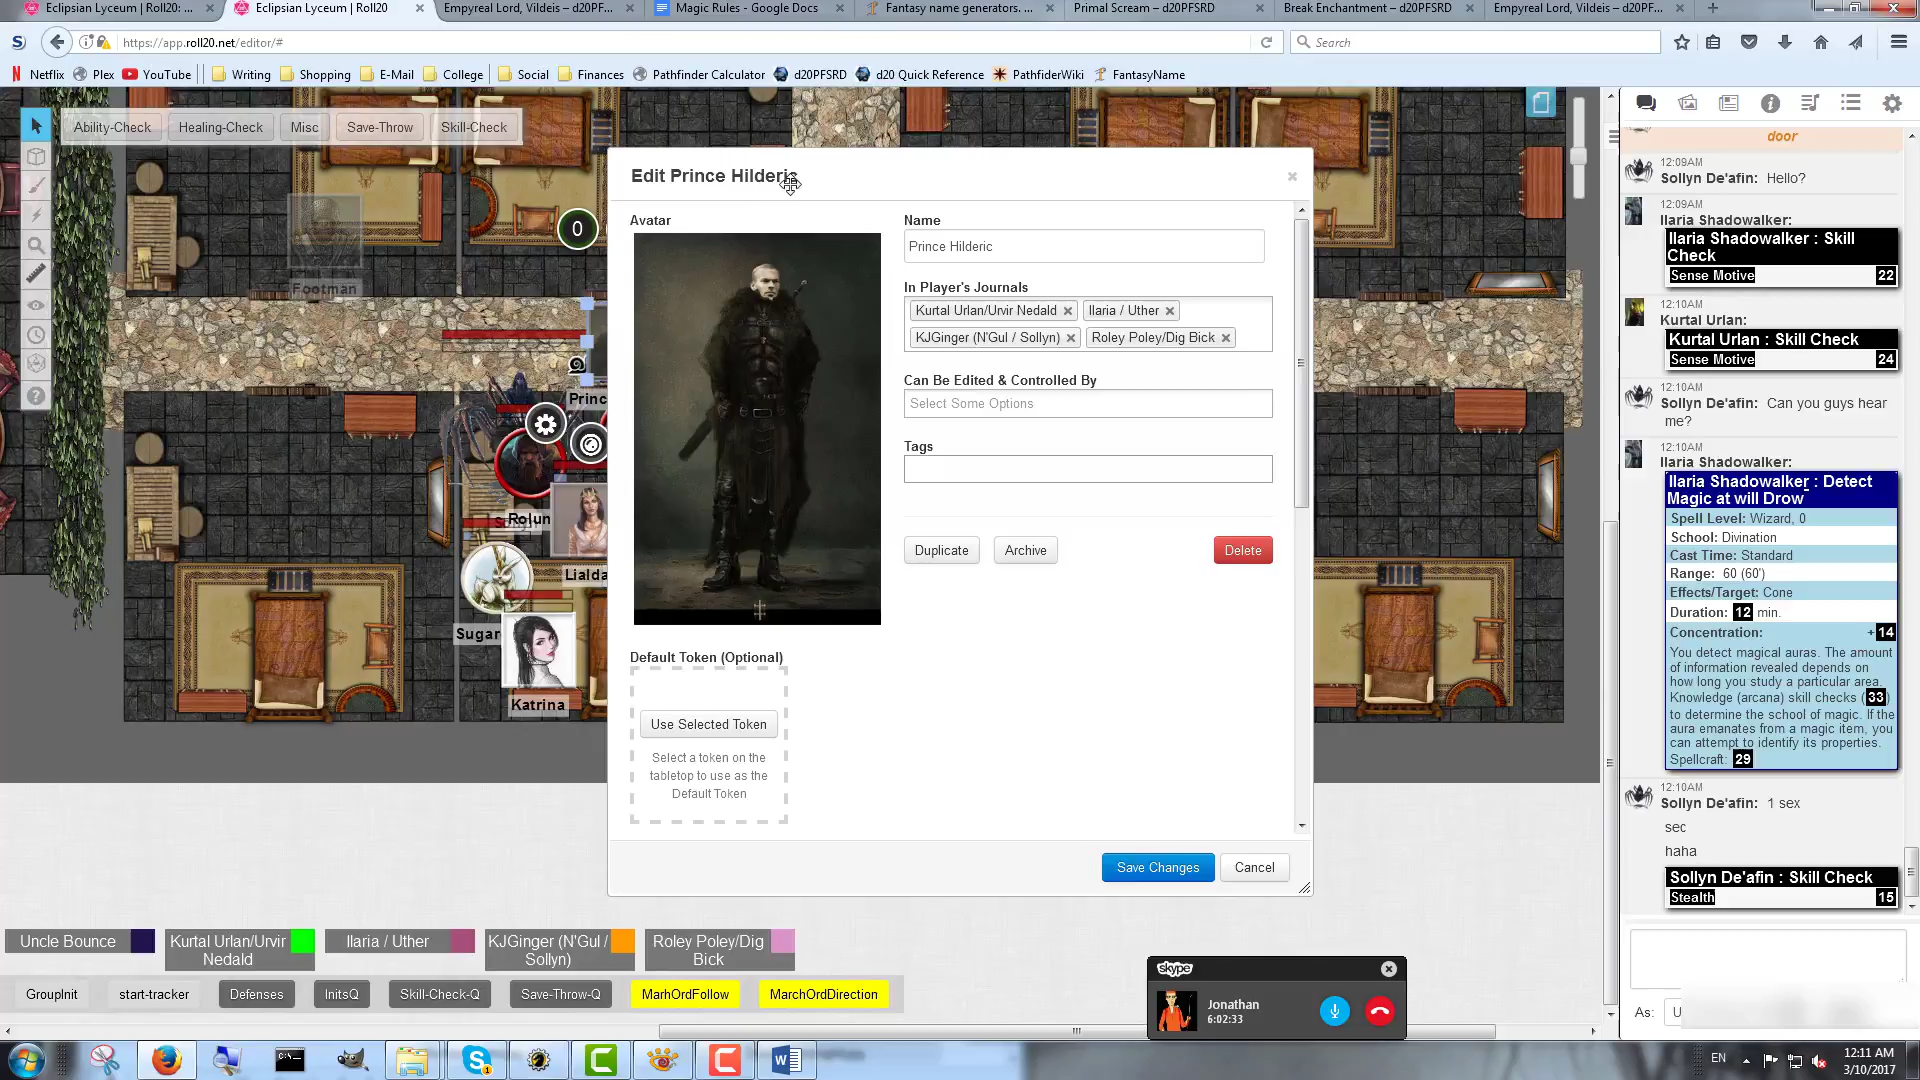 Eclipsian Lyceum | Roll20: ... ×
Eclipsian Lyceum | Roll20 ×
Empyreal Lord, Vildeis – d20PF... ×
Magic Rules - Google Docs ×
Fantasy name generators. ... ×
Primal Scream – d20PFSRD ×
Break Enchantment – d20PFSRD ×
Empyreal Lord, Vildeis – d20PF... ×
https://app.roll20.net/editor/#
Search
Netflix Plex YouTube Writing Shopping E-Mail College Social Finances Pathfinder Calculator d20PFSRD d20 Quick Reference PathfiderWiki FantasyName
Ability-Check Healing-Check Misc Save-Throw Skill-Check
Footman
0
Princ
Rolun
Lialda
Sugar
Katrina
Edit Prince Hilderic
Avatar
Name
Prince Hilderic
In Player's Journals
Kurtal Urlan/Urvir Nedald Ilaria / Uther
KJGinger (N'Gul / Sollyn) Roley Poley/Dig Bick
Can Be Edited & Controlled By
Select Some Options
Tags
Duplicate Archive Delete
Default Token (Optional)
Use Selected Token
Select a token on the
tabletop to use as the
Default Token
Save Changes Cancel
door
12:09AM
Sollyn De'afin: Hello?
12:09AM
Ilaria Shadowalker:
Ilaria Shadowalker : Skill
Check
Sense Motive 22
12:10AM
Kurtal Urlan:
Kurtal Urlan : Skill Check
Sense Motive 24
12:10AM
Sollyn De'afin: Can you guys hear
me?
12:10AM
Ilaria Shadowalker:
Ilaria Shadowalker : Detect
Magic at will Drow
Spell Level: Wizard, 0
School: Divination
Cast Time: Standard
Range: 60 (60')
Effects/Target: Cone
Duration: 12 min.
Concentration: +14
You detect magical auras. The amount
of information revealed depends on
how long you study a particular area.
Knowledge (arcana) skill checks (33)
to determine the school of magic. If the
aura emanates from a magic item, you
can attempt to identify its properties.
Spellcraft: 29
12:10AM
Sollyn De'afin: 1 sex
sec
haha
Sollyn De'afin : Skill Check
Stealth 15
As: U
Uncle Bounce
Kurtal Urlan/Urvir
Nedald
Ilaria / Uther
KJGinger (N'Gul /
Sollyn)
Roley Poley/Dig
Bick
GroupInit start-tracker Defenses InitsQ Skill-Check-Q Save-Throw-Q MarhOrdFollow MarchOrdDirection
skype
Jonathan
6:02:33
EN
12:11 AM
3/10/2017